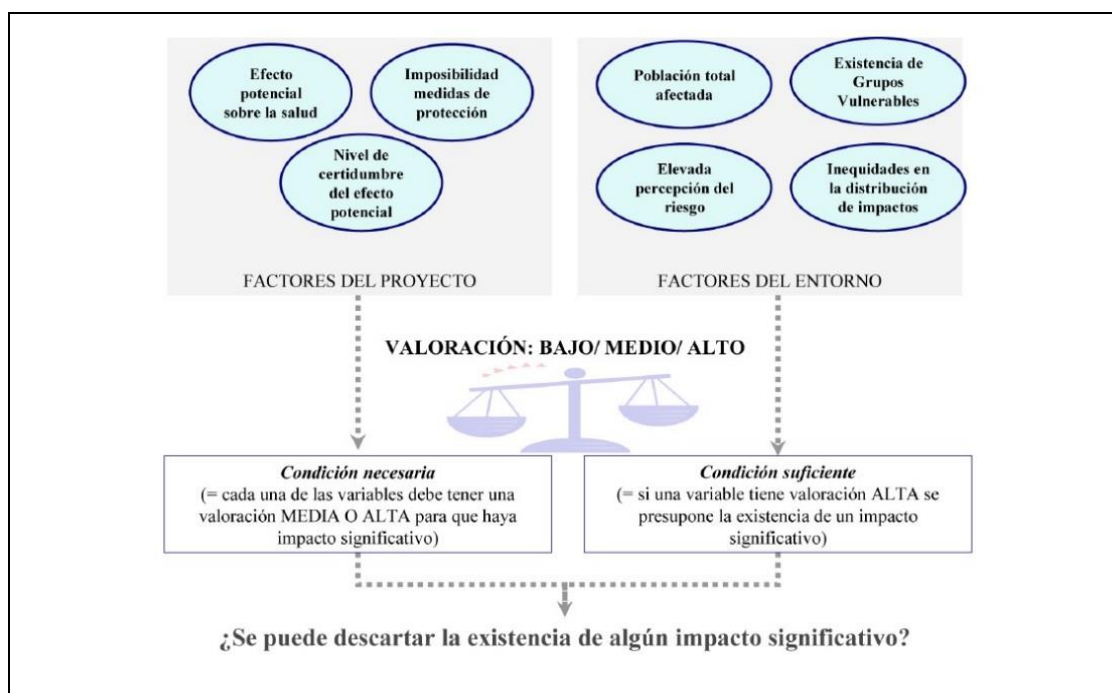 Efecto
potencial
sobre la salud
Imposibilidad
medidas de
protección
Nivel de
certidumbre
del efecto
potencial
FACTORES DEL PROYECTO
Población total
afectada
Existencia de
Grupos
Vulnerables
Elevada
percepción del
riesgo
Inequidades en
la distribución
de impactos
FACTORES DEL ENTORNO
VALORACIÓN: BAJO/ MEDIO/ ALTO
Condición necesaria
(= cada una de las variables debe tener una
valoración MEDIA O ALTA para que haya
impacto significativo)
Condición suficiente
(= si una variable tiene valoración ALTA se
presupone la existencia de un impacto
significativo)
¿Se puede descartar la existencia de algún impacto significativo?